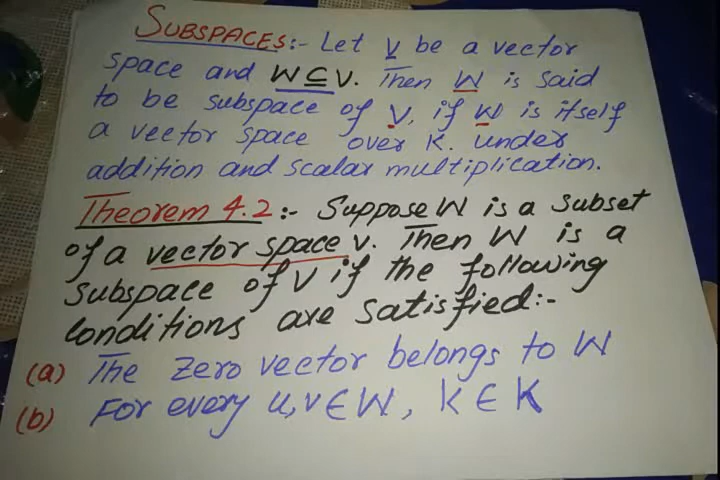 SUBSPACES:- Let V be a vector
space and W ⊆ V. Then W is said
to be subspace of V, if W is itself
a vector space over K. under
addition and scalar multiplication.
Theorem 4.2:- Suppose W is a subset
of a vector space V. Then W is a
subspace of V if the following
conditions are satisfied:-
(a) The zero vector belongs to W
(b) For every u,v ∈ W, K ∈ K